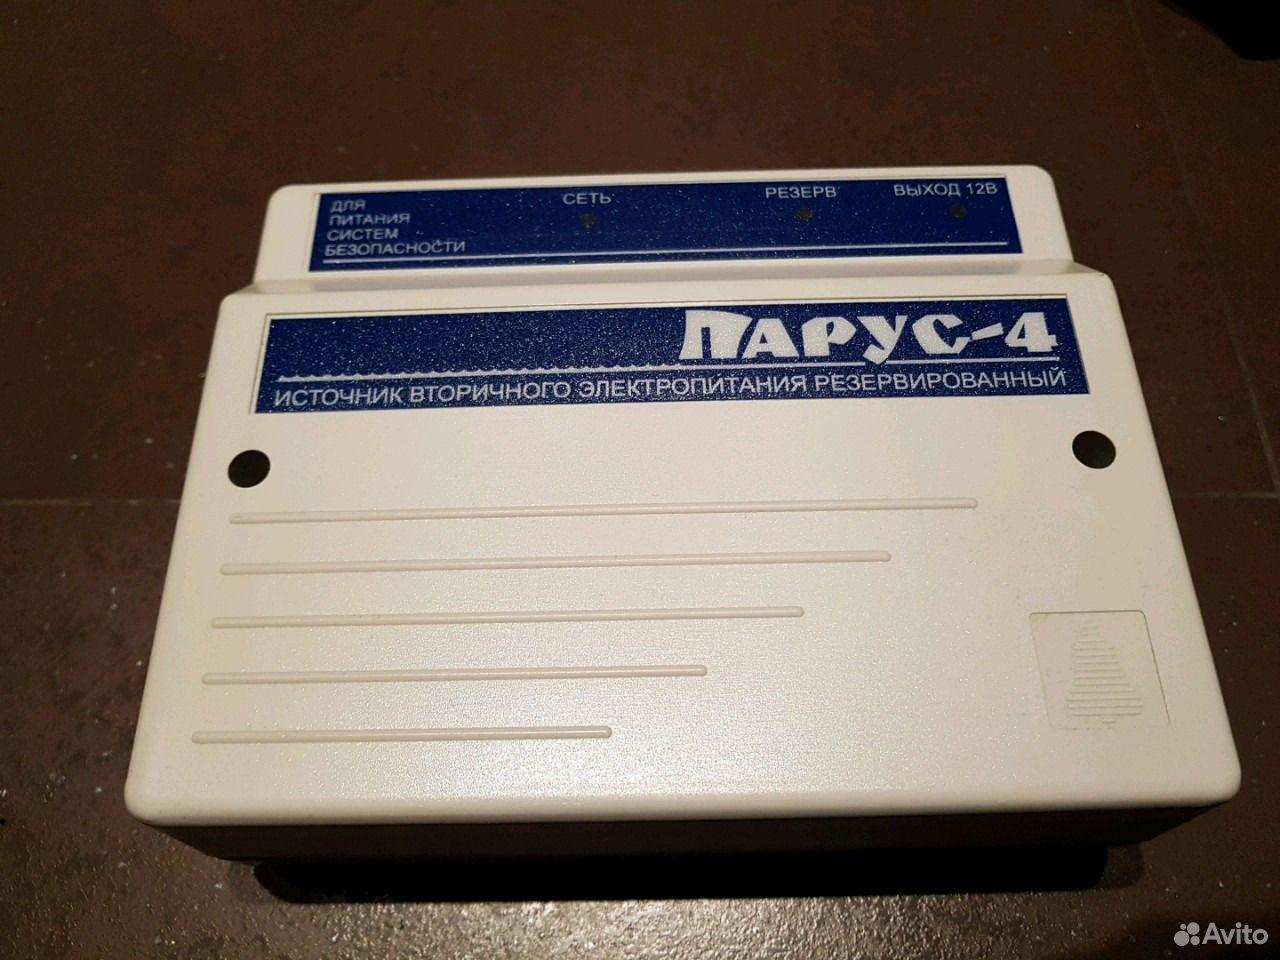 ДЛЯ
ПИТАНИЯ
СИСТЕМ
БЕЗОПАСНОСТИ
СЕТЬ
РЕЗЕРВ
ВЫХОД 12В
ПАРУС-4
ИСТОЧНИК ВТОРИЧНОГО ЭЛЕКТРОПИТАНИЯ РЕЗЕРВИРОВАННЫЙ
Avito